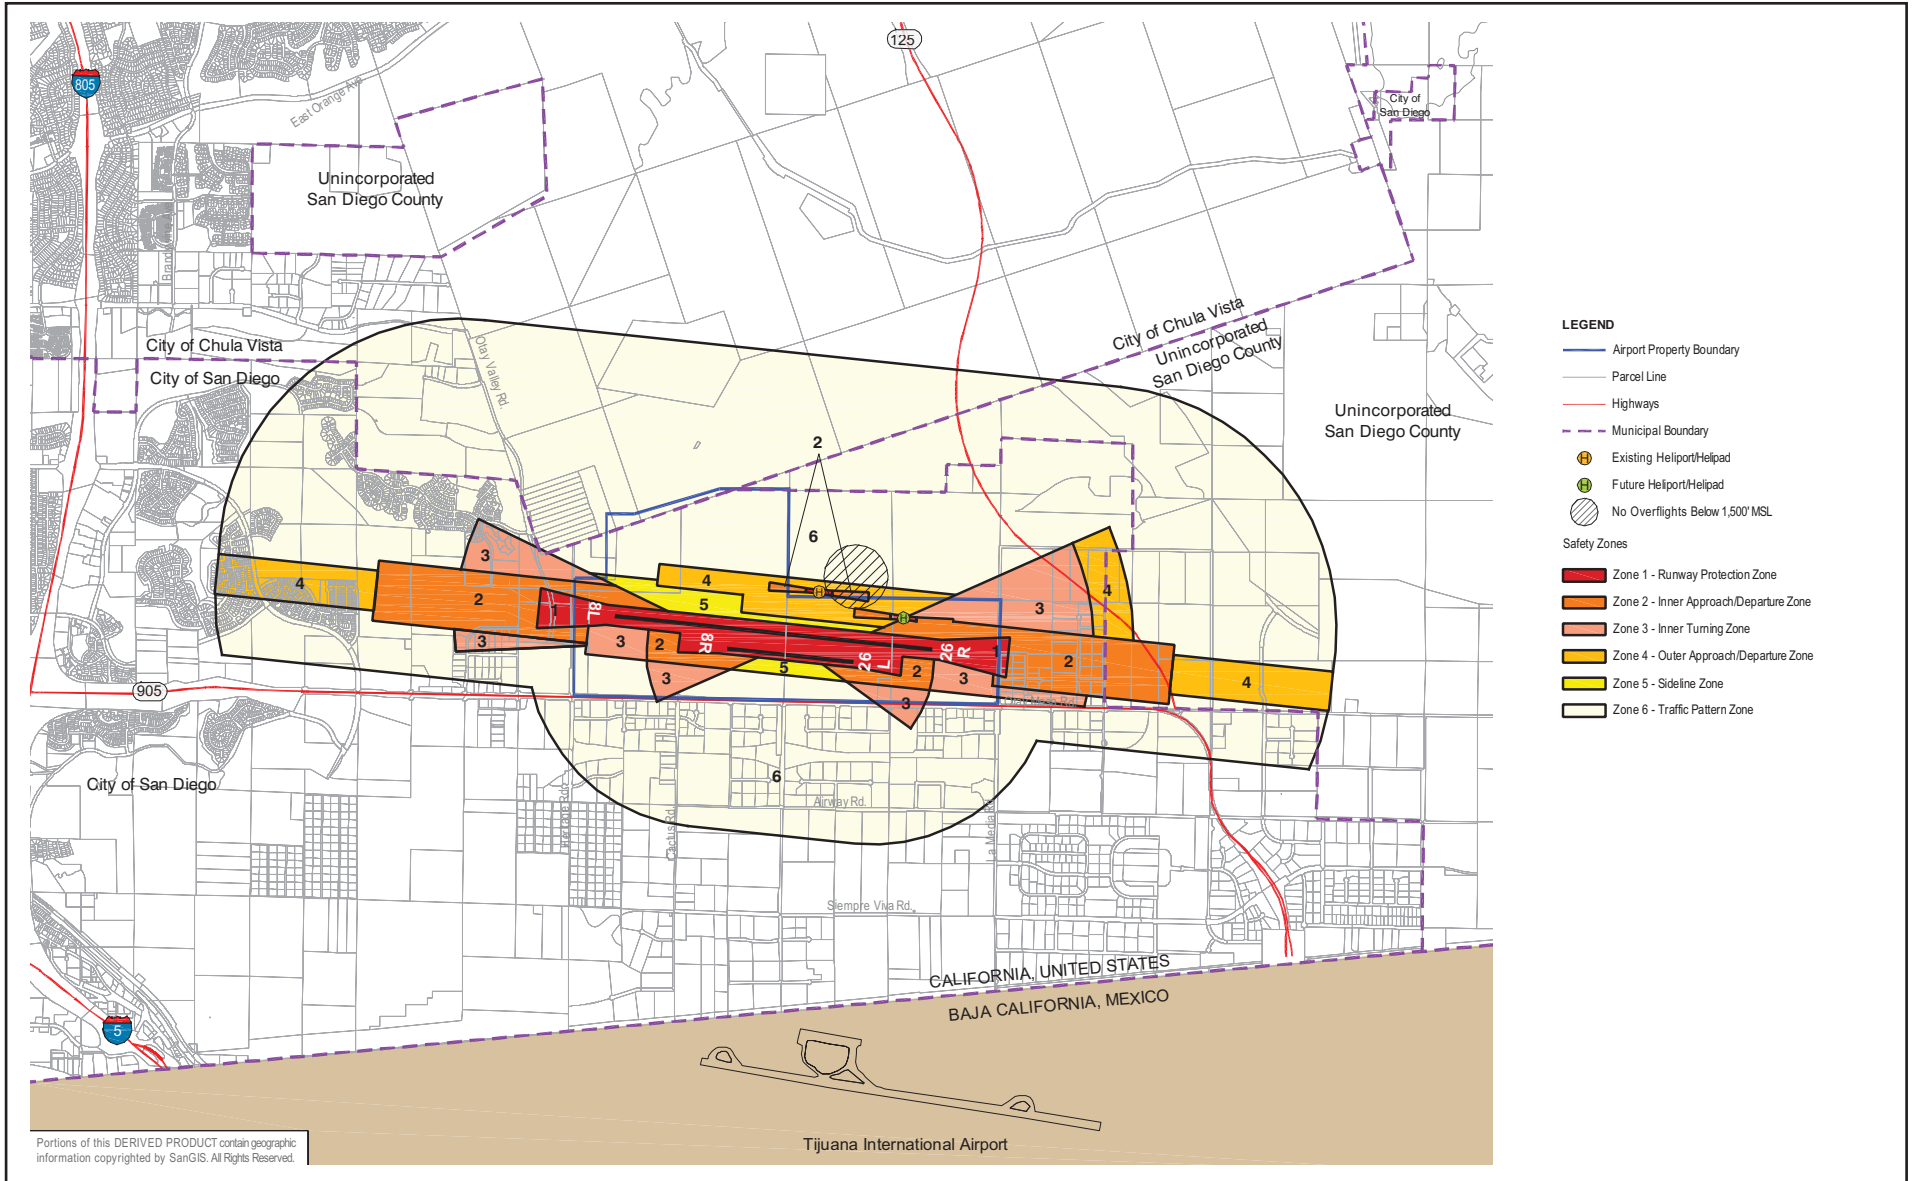 125
805
East Orange Ave.
City of
San Diego
Unincorporated
San Diego County
City of Chula Vista
Unincorporated
San Diego County
City of Chula Vista
City of San Diego
Otay Valley Rd.
Unincorporated
San Diego County
2
6
3
4
4
2
1
8L
5
3
4
3
3
2
8R
5
26
L
26
R
1
2
2
3
3
3
4
905
Otay Mesa Rd.
City of San Diego
6
Airway Rd.
Heritage Rd.
Cactus Rd.
La Media Rd.
Siempre Viva Rd.
CALIFORNIA, UNITED STATES
BAJA CALIFORNIA, MEXICO
5
Tijuana International Airport
Portions of this DERIVED PRODUCT contain geographic
information copyrighted by SanGIS. All Rights Reserved.
LEGEND
Airport Property Boundary
Parcel Line
Highways
Municipal Boundary
H Existing Heliport/Helipad
H Future Heliport/Helipad
No Overflights Below 1,500' MSL
Safety Zones
Zone 1 - Runway Protection Zone
Zone 2 - Inner Approach/Departure Zone
Zone 3 - Inner Turning Zone
Zone 4 - Outer Approach/Departure Zone
Zone 5 - Sideline Zone
Zone 6 - Traffic Pattern Zone